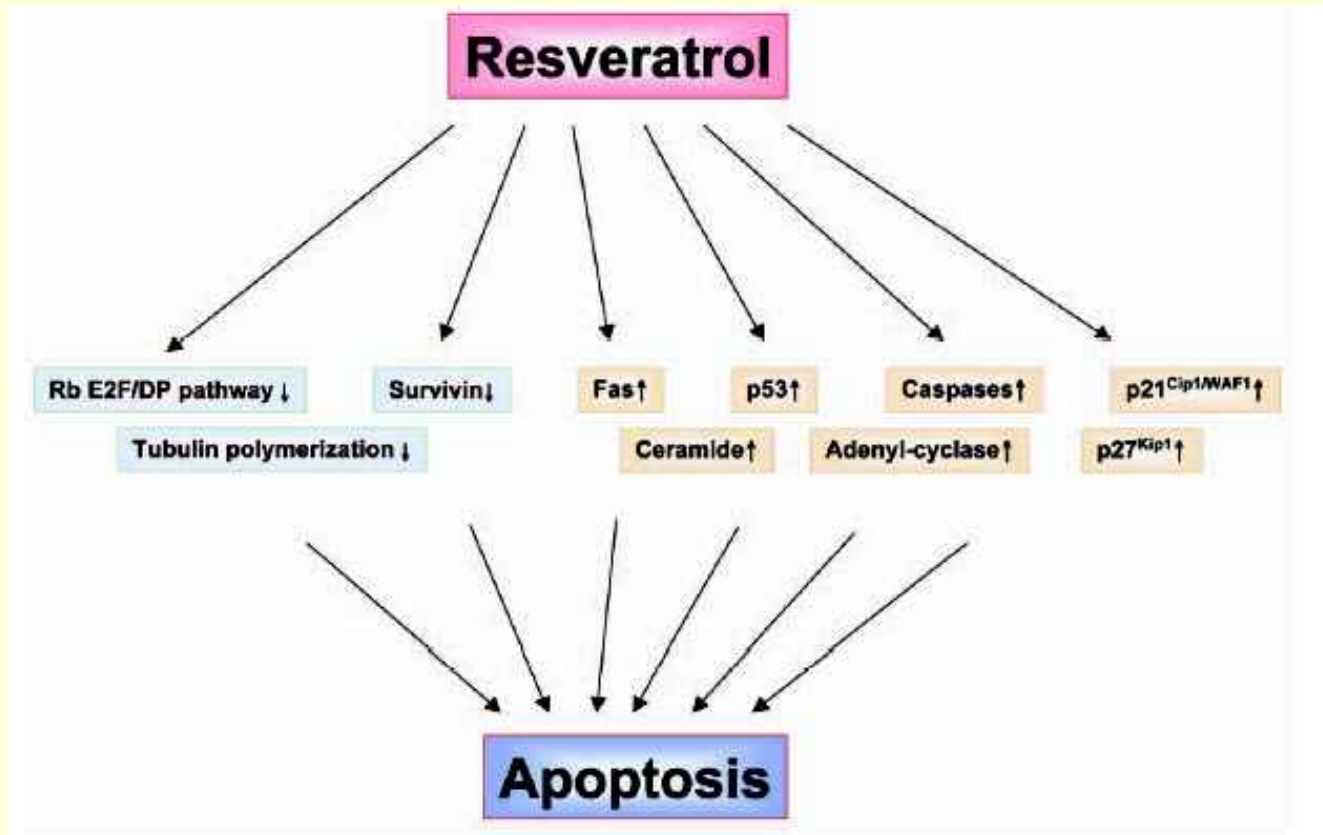 Resveratrol
Rb E2F/DP pathway ↓ Survivin↓ Fas↑ p53↑ Caspases↑ p21Cip1/WAF1↑
Tubulin polymerization ↓ Ceramide↑ Adenyl-cyclase↑ p27Kip1↑
Apoptosis